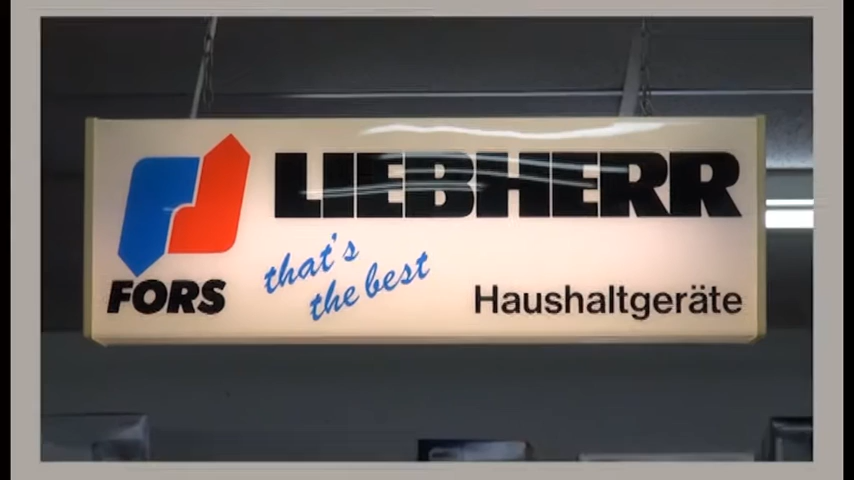 LIEBHERR
FORS
that's
the best
Haushaltgeräte